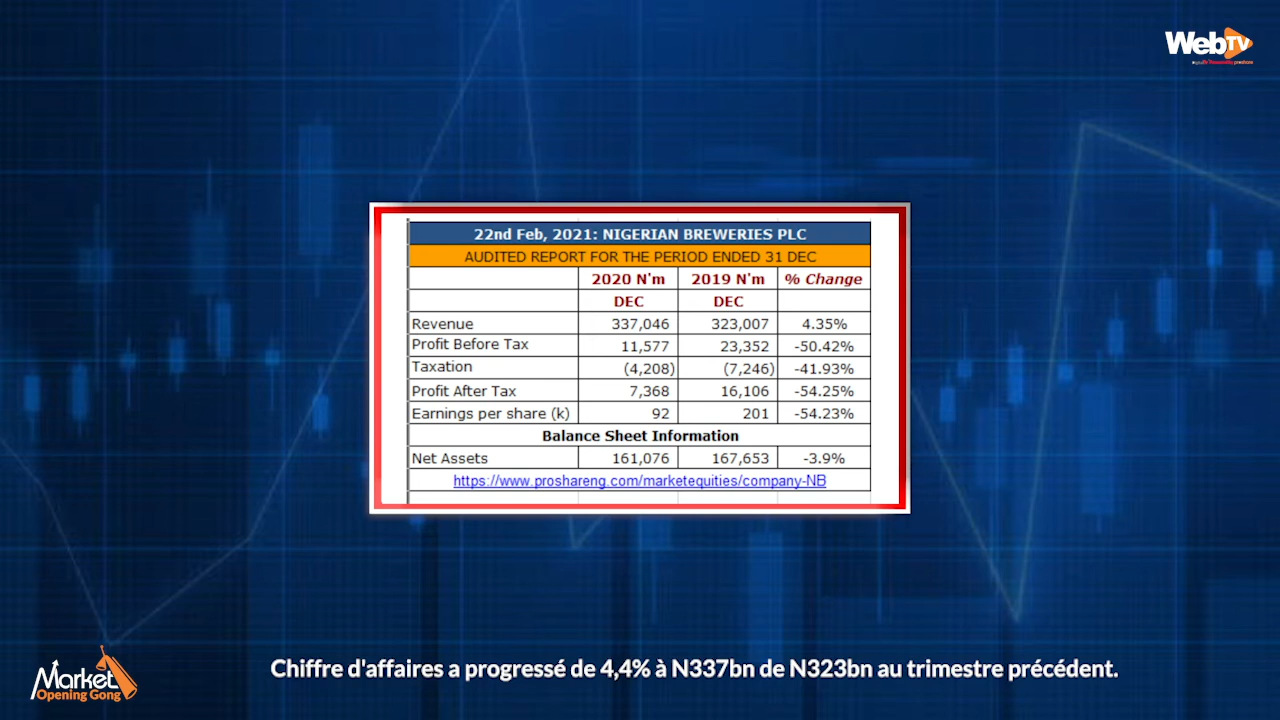 WebTV
22nd Feb, 2021: NIGERIAN BREWERIES PLC
AUDITED REPORT FOR THE PERIOD ENDED 31 DEC
2020 N'm 2019 N'm % Change
DEC DEC
Revenue 337,046 323,007 4.35%
Profit Before Tax 11,577 23,352 -50.42%
Taxation (4,208) (7,246) -41.93%
Profit After Tax 7,368 16,106 -54.25%
Earnings per share (k) 92 201 -54.23%
Balance Sheet Information
Net Assets 161,076 167,653 -3.9%
https://www.proshareng.com/marketequities/company-NB
Market
Opening Gong
Chiffre d'affaires a progressé de 4,4% à N337bn de N323bn au trimestre précédent.